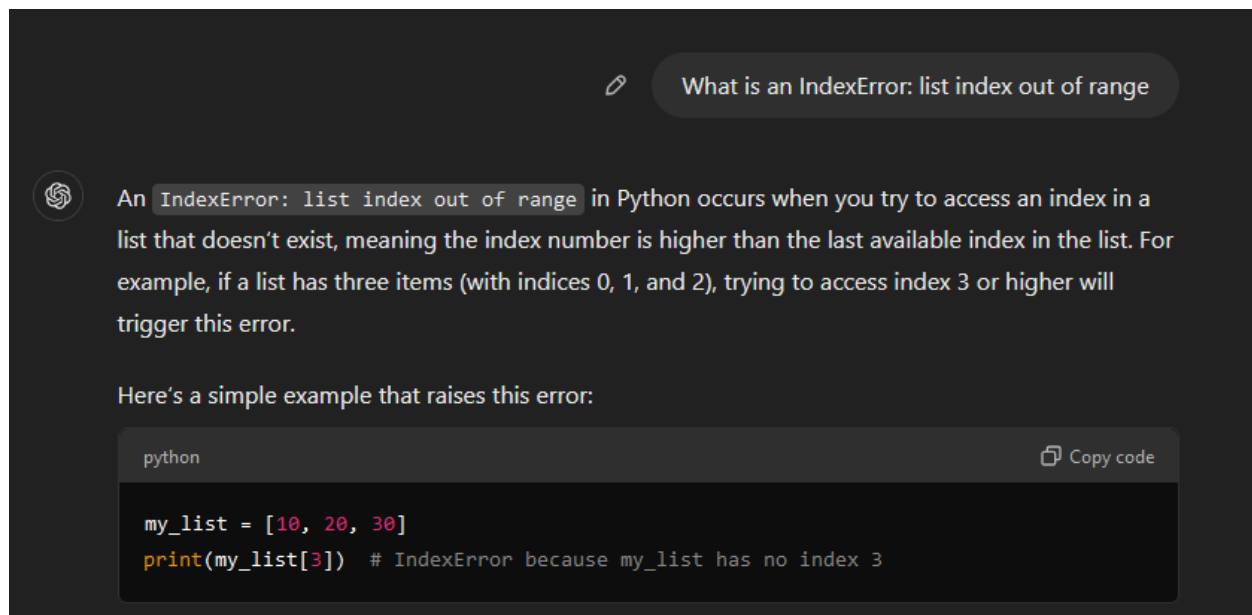 What is an IndexError: list index out of range
An IndexError: list index out of range in Python occurs when you try to access an index in a
list that doesn't exist, meaning the index number is higher than the last available index in the list. For
example, if a list has three items (with indices 0, 1, and 2), trying to access index 3 or higher will
trigger this error.
Here's a simple example that raises this error:
python
Copy code
my_list = [10, 20, 30]
print(my_list[3])  # IndexError because my_list has no index 3